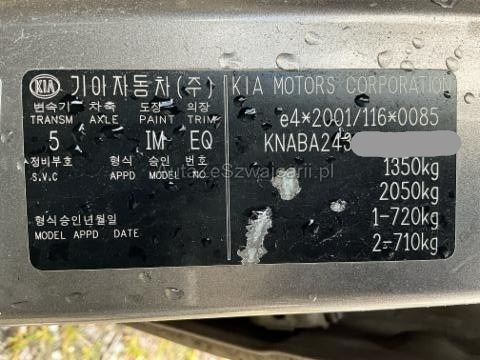 KIA 기아자동차(주) KIA MOTORS CORPORATION
변속기 차축 도장 의장
TRANSM AXLE PAINT TRIM
5 IM EQ
정비부호 형식 승인 번호
S.V.C APPD MODEL NO.
형식승인년월일
MODEL APPD DATE
e4*2001/116*0085
KNABA243
1350kg
2050kg
1-720kg
2-710kg